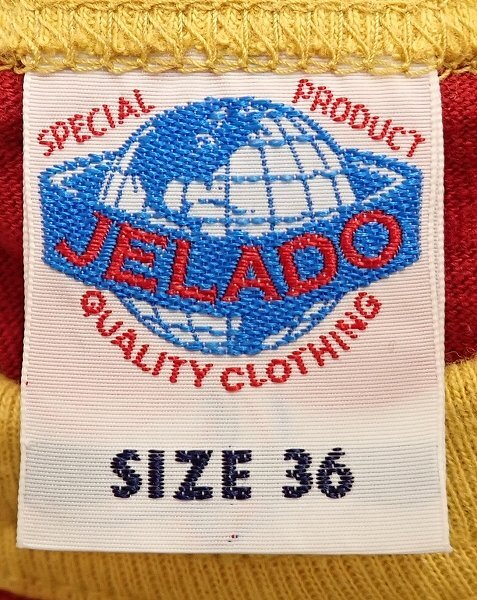 SPECIAL PRODUCT
JELADO
QUALITY CLOTHING
SIZE 36